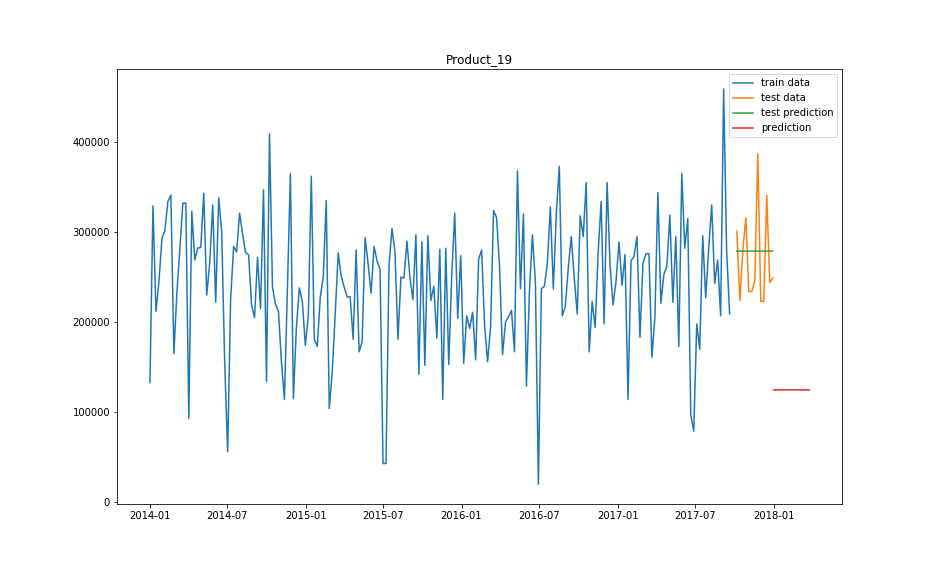 Product_19
train data
test data
test prediction
prediction
400000
300000
200000
100000
0
2014-01 2014-07 2015-01 2015-07 2016-01 2016-07 2017-01 2017-07 2018-01